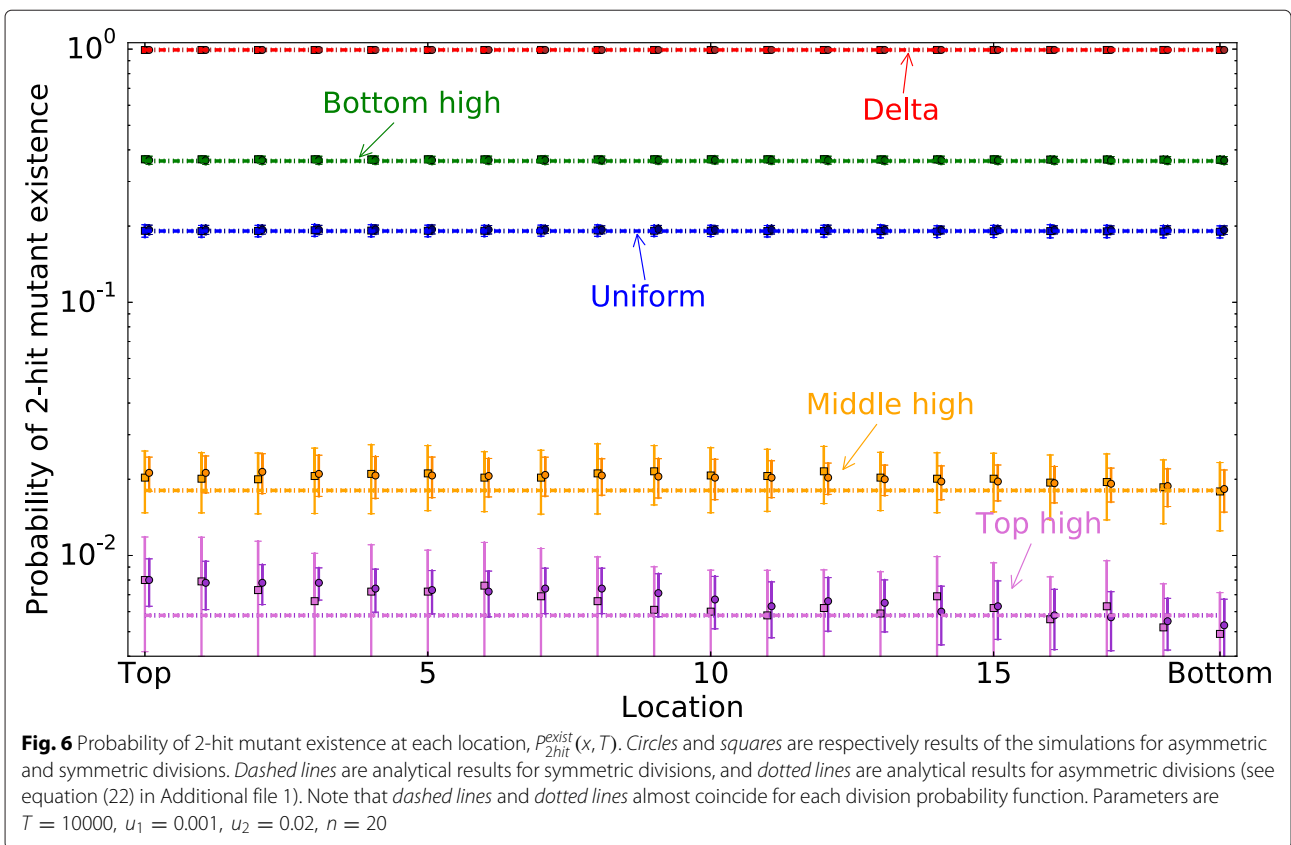 10^0
Bottom high
Delta
Probability of 2-hit mutant existence
Uniform
10^-1
Middle high
Top high
10^-2
Top 5 10 15 Bottom
Location
Fig. 6 Probability of 2-hit mutant existence at each location, P_{2hit}^{exist}(x, T). Circles and squares are respectively results of the simulations for asymmetric
and symmetric divisions. Dashed lines are analytical results for symmetric divisions, and dotted lines are analytical results for asymmetric divisions (see
equation (22) in Additional file 1). Note that dashed lines and dotted lines almost coincide for each division probability function. Parameters are
T = 10000, u₁ = 0.001, u₂ = 0.02, n = 20